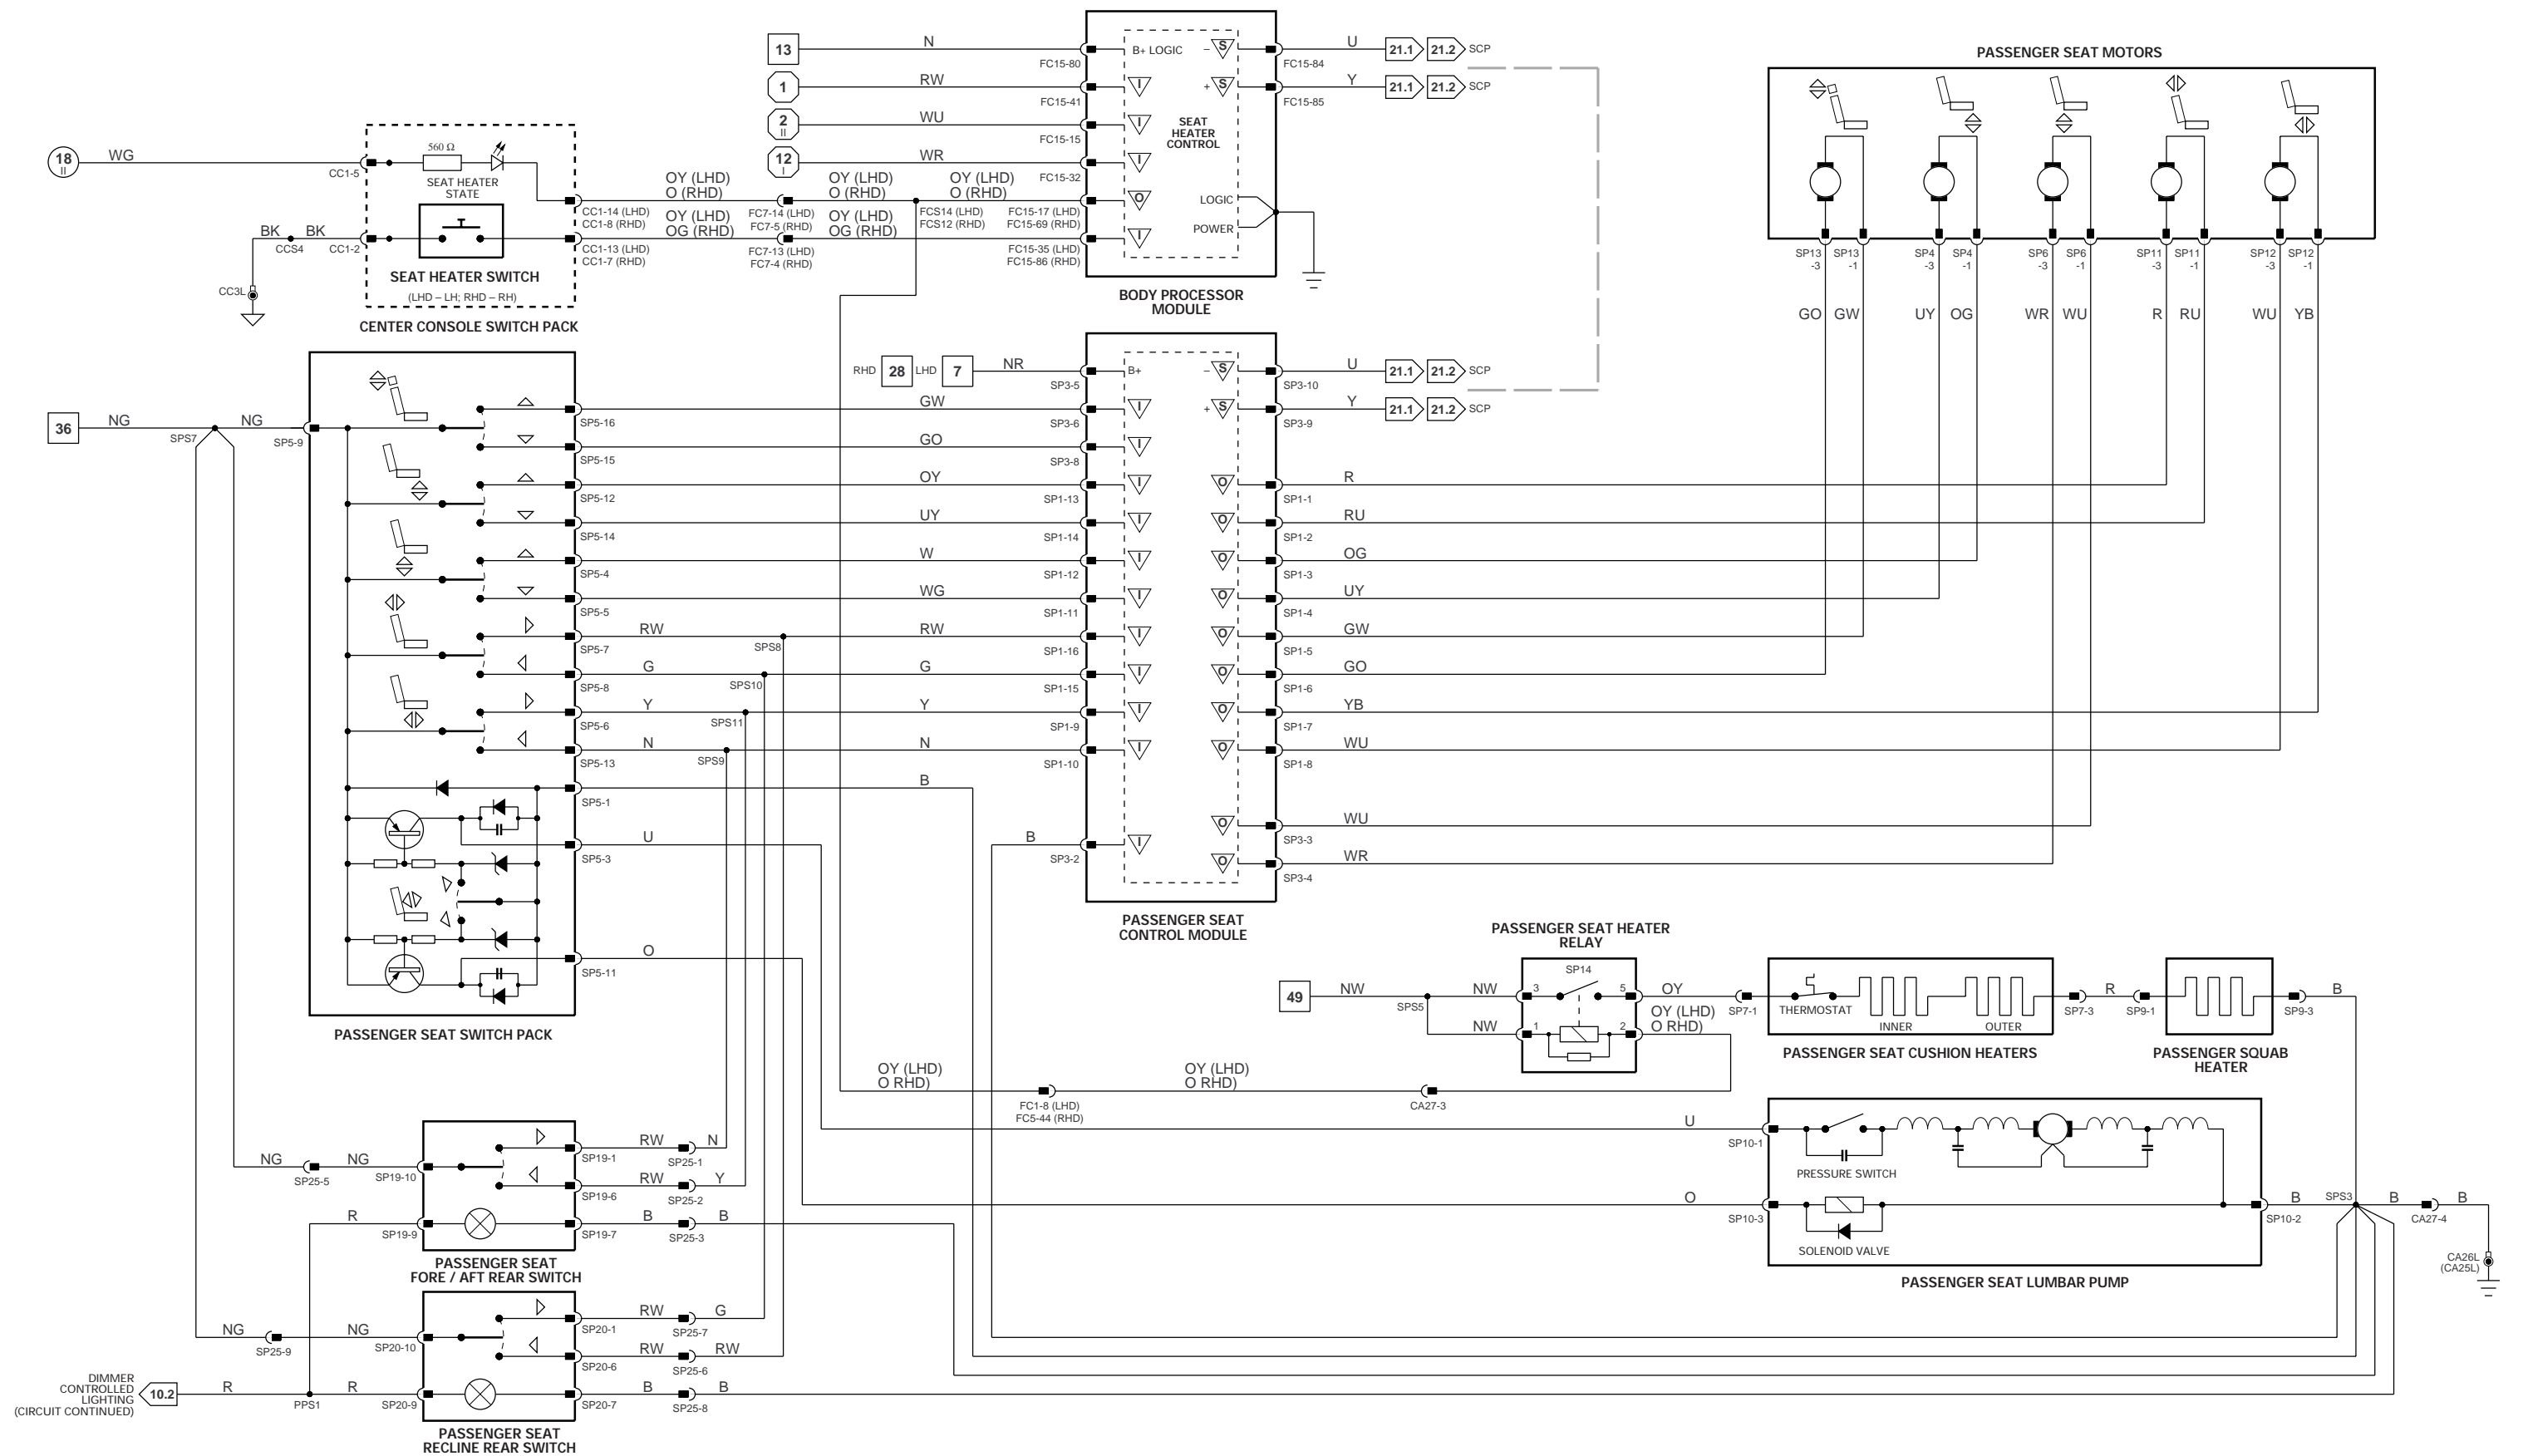 13
N
FC15-80
B+ LOGIC
– S
FC15-84
U
21.1
21.2
SCP
1
RW
FC15-41
I
+ S
FC15-85
Y
21.1
21.2
SCP
2
II
WU
FC15-15
I
SEAT
HEATER
CONTROL
12
I
WR
FC15-32
I
OY (LHD)
O (RHD)
OY (LHD)
O (RHD)
OY (LHD)
O (RHD)
CC1-14 (LHD)
CC1-8 (RHD)
FC7-14 (LHD)
FC7-5 (RHD)
FCS14 (LHD)
FCS12 (RHD)
FC15-17 (LHD)
FC15-69 (RHD)
O
LOGIC
OY (LHD)
OG (RHD)
OY (LHD)
OG (RHD)
CC1-13 (LHD)
CC1-7 (RHD)
FC7-13 (LHD)
FC7-4 (RHD)
FC15-35 (LHD)
FC15-86 (RHD)
I
POWER
BODY PROCESSOR
MODULE
18
II
WG
CC1-5
560 Ω
SEAT HEATER
STATE
BK
CCS4
BK
CC1-2
CC3L
SEAT HEATER SWITCH
(LHD – LH; RHD – RH)
CENTER CONSOLE SWITCH PACK
PASSENGER SEAT MOTORS
SP13
-3
SP13
-1
SP4
-3
SP4
-1
SP6
-3
SP6
-1
SP11
-3
SP11
-1
SP12
-3
SP12
-1
GO
GW
UY
OG
WR
WU
R
RU
WU
YB
36
NG
SPS7
NG
SP5-9
RHD
28
LHD
7
NR
SP3-5
B+
– S
SP3-10
U
21.1
21.2
SCP
SP5-16
GW
SP3-6
I
+ S
SP3-9
Y
21.1
21.2
SCP
SP5-15
GO
SP3-8
I
SP5-12
OY
SP1-13
I
O
SP1-1
R
SP5-14
UY
SP1-14
I
O
SP1-2
RU
SP5-4
W
SP1-12
I
O
SP1-3
OG
SP5-5
WG
SP1-11
I
O
SP1-4
UY
SP5-7
RW
SPS8
RW
SP1-16
I
O
SP1-5
GW
SP5-8
G
SPS10
G
SP1-15
I
O
SP1-6
GO
SP5-6
Y
SPS11
Y
SP1-9
I
O
SP1-7
YB
SP5-13
N
SPS9
N
SP1-10
I
O
SP1-8
WU
SP5-1
B
O
SP3-3
WU
SP5-3
U
B
SP3-2
I
O
SP3-4
WR
SP5-11
O
PASSENGER SEAT SWITCH PACK
PASSENGER SEAT
CONTROL MODULE
PASSENGER SEAT HEATER
RELAY
49
NW
SPS5
NW
NW
SP14
3
5
1
2
OY
OY (LHD)
O RHD)
SP7-1
THERMOSTAT
INNER
OUTER
SP7-3
R
SP9-1
SP9-3
B
PASSENGER SEAT CUSHION HEATERS
PASSENGER SQUAB
HEATER
OY (LHD)
O RHD)
FC1-8 (LHD)
FC5-44 (RHD)
OY (LHD)
O RHD)
CA27-3
U
SP10-1
PRESSURE SWITCH
O
SP10-3
SOLENOID VALVE
SP10-2
B
SPS3
B
CA27-4
B
CA26L
(CA25L)
PASSENGER SEAT LUMBAR PUMP
NG
SP25-5
NG
SP19-10
SP19-1
RW
SP25-1
N
SP19-6
RW
SP25-2
Y
R
SP19-9
SP19-7
B
SP25-3
B
PASSENGER SEAT
FORE / AFT REAR SWITCH
NG
SP25-9
NG
SP20-10
SP20-1
RW
SP25-7
G
SP20-6
RW
SP25-6
RW
DIMMER
CONTROLLED
LIGHTING
(CIRCUIT CONTINUED)
10.2
R
PPS1
R
SP20-9
SP20-7
B
SP25-8
B
PASSENGER SEAT
RECLINE REAR SWITCH